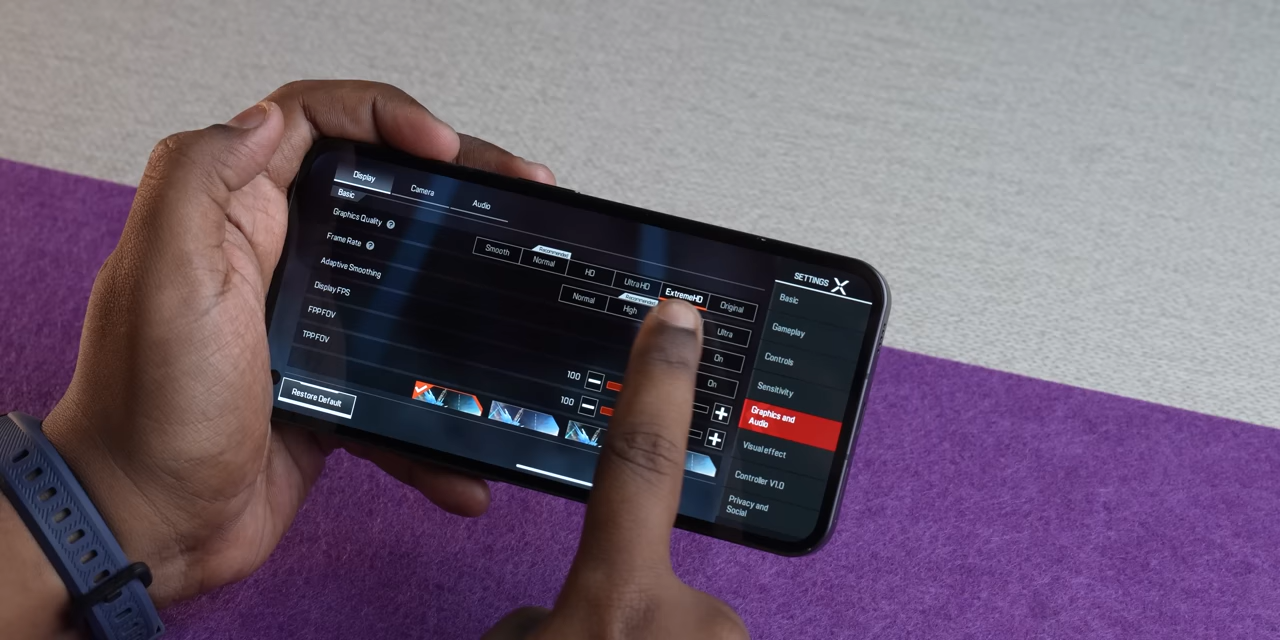 Display
Camera
Audio
Basic
Graphics Quality ?
Smooth
Recommended
Normal
HD
Ultra HD
ExtremeHD
Original
Frame Rate ?
Normal
Recommended
High
Ultra
Adaptive Smoothing
On
Display FPS
On
FPP FOV
100
TPP FOV
100
Restore Default
SETTINGS
Basic
Gameplay
Controls
Sensitivity
Graphics and
Audio
Visual effect
Controller V1.0
Privacy and
Social